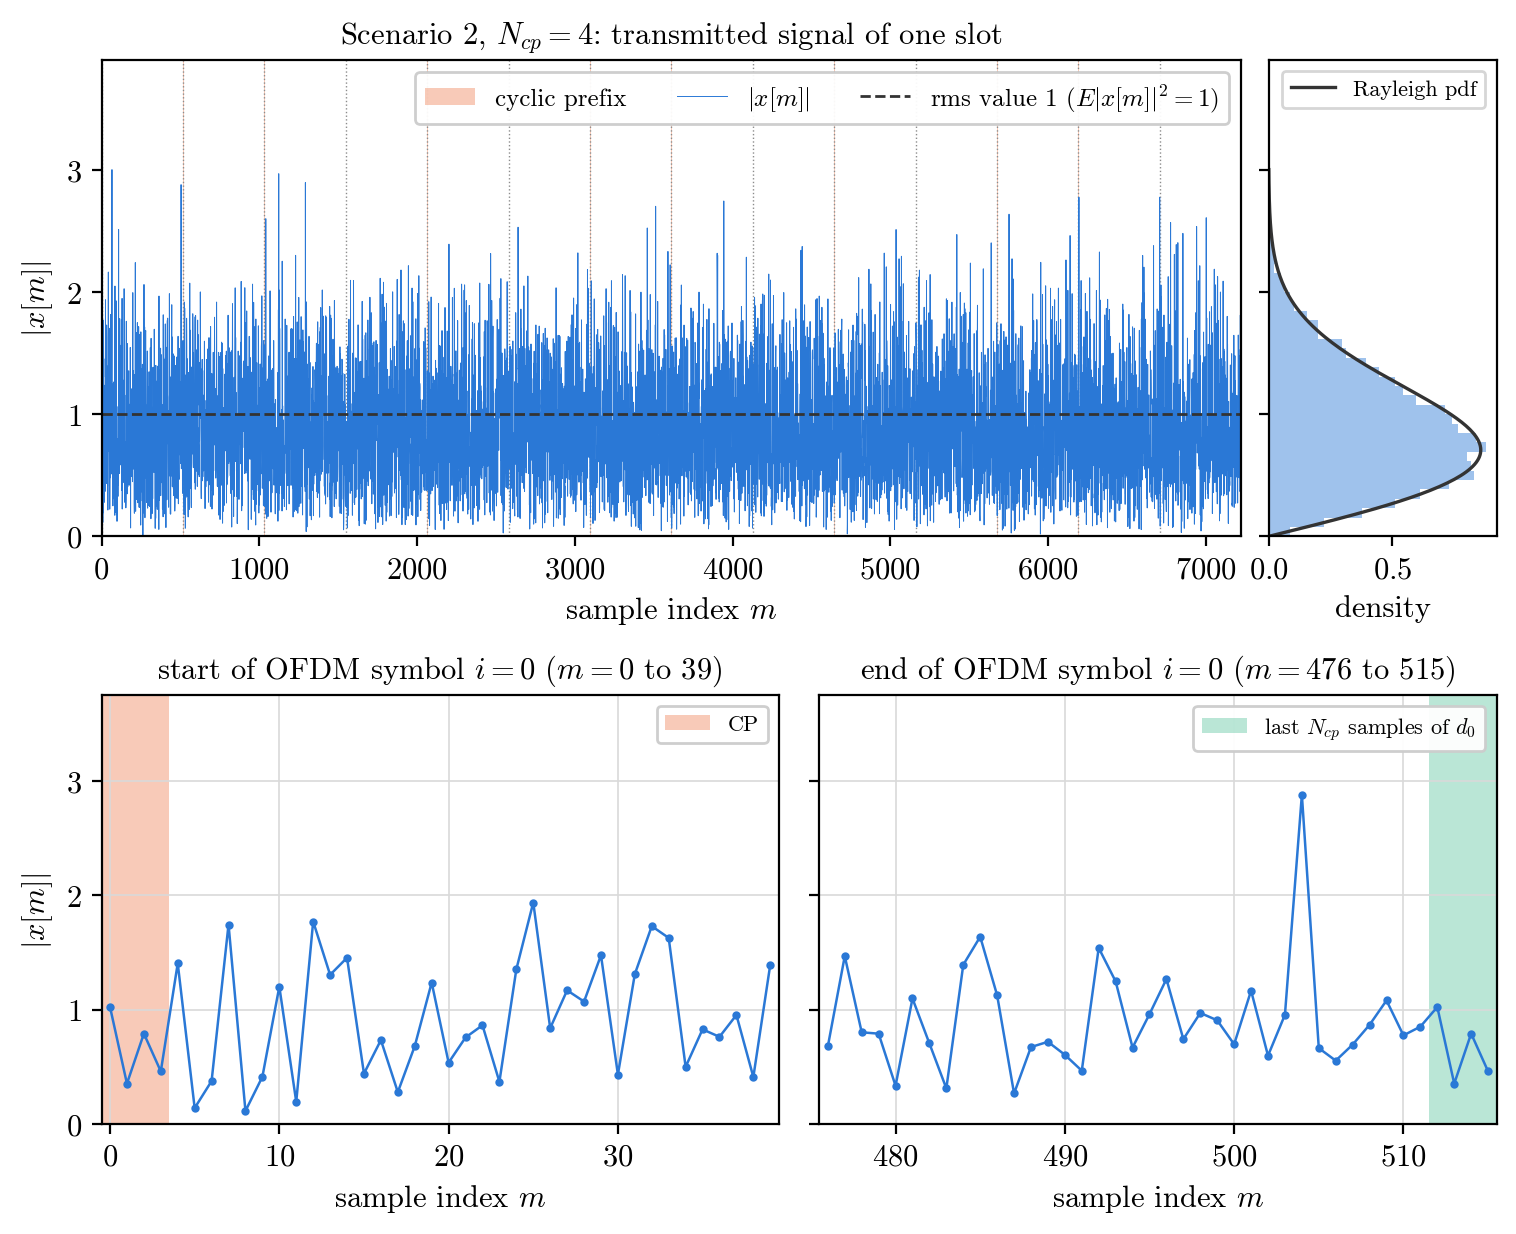 Scenario 2, $N_{cp} = 4$: transmitted signal of one slot
cyclic prefix
|x[m]|
rms value 1 ($E|x[m]|^2 = 1$)
Rayleigh pdf
|x[m]|
3
2
1
0
0 1000 2000 3000 4000 5000 6000 7000
sample index m
0.0 0.5
density
start of OFDM symbol i = 0 (m = 0 to 39)
end of OFDM symbol i = 0 (m = 476 to 515)
CP
last $N_{cp}$ samples of $d_0$
|x[m]|
3
2
1
0
0 10 20 30
480 490 500 510
sample index m
sample index m